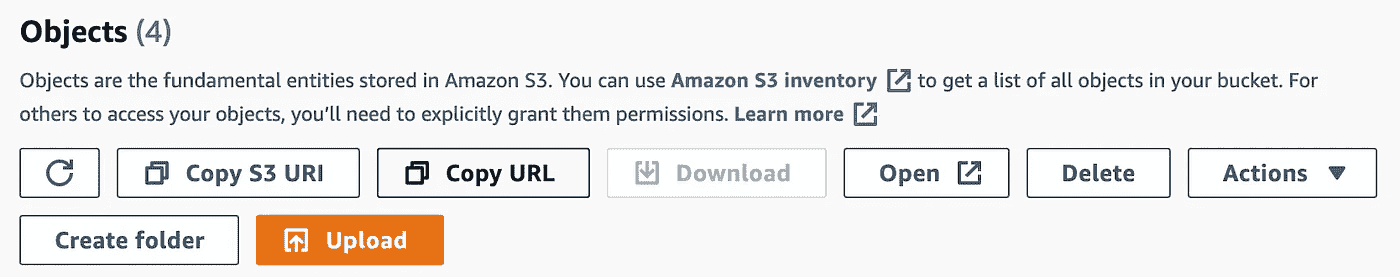 Objects (4)
Objects are the fundamental entities stored in Amazon S3. You can use Amazon S3 inventory to get a list of all objects in your bucket. For
others to access your objects, you’ll need to explicitly grant them permissions. Learn more
Copy S3 URI Copy URL Download Open Delete Actions
Create folder Upload